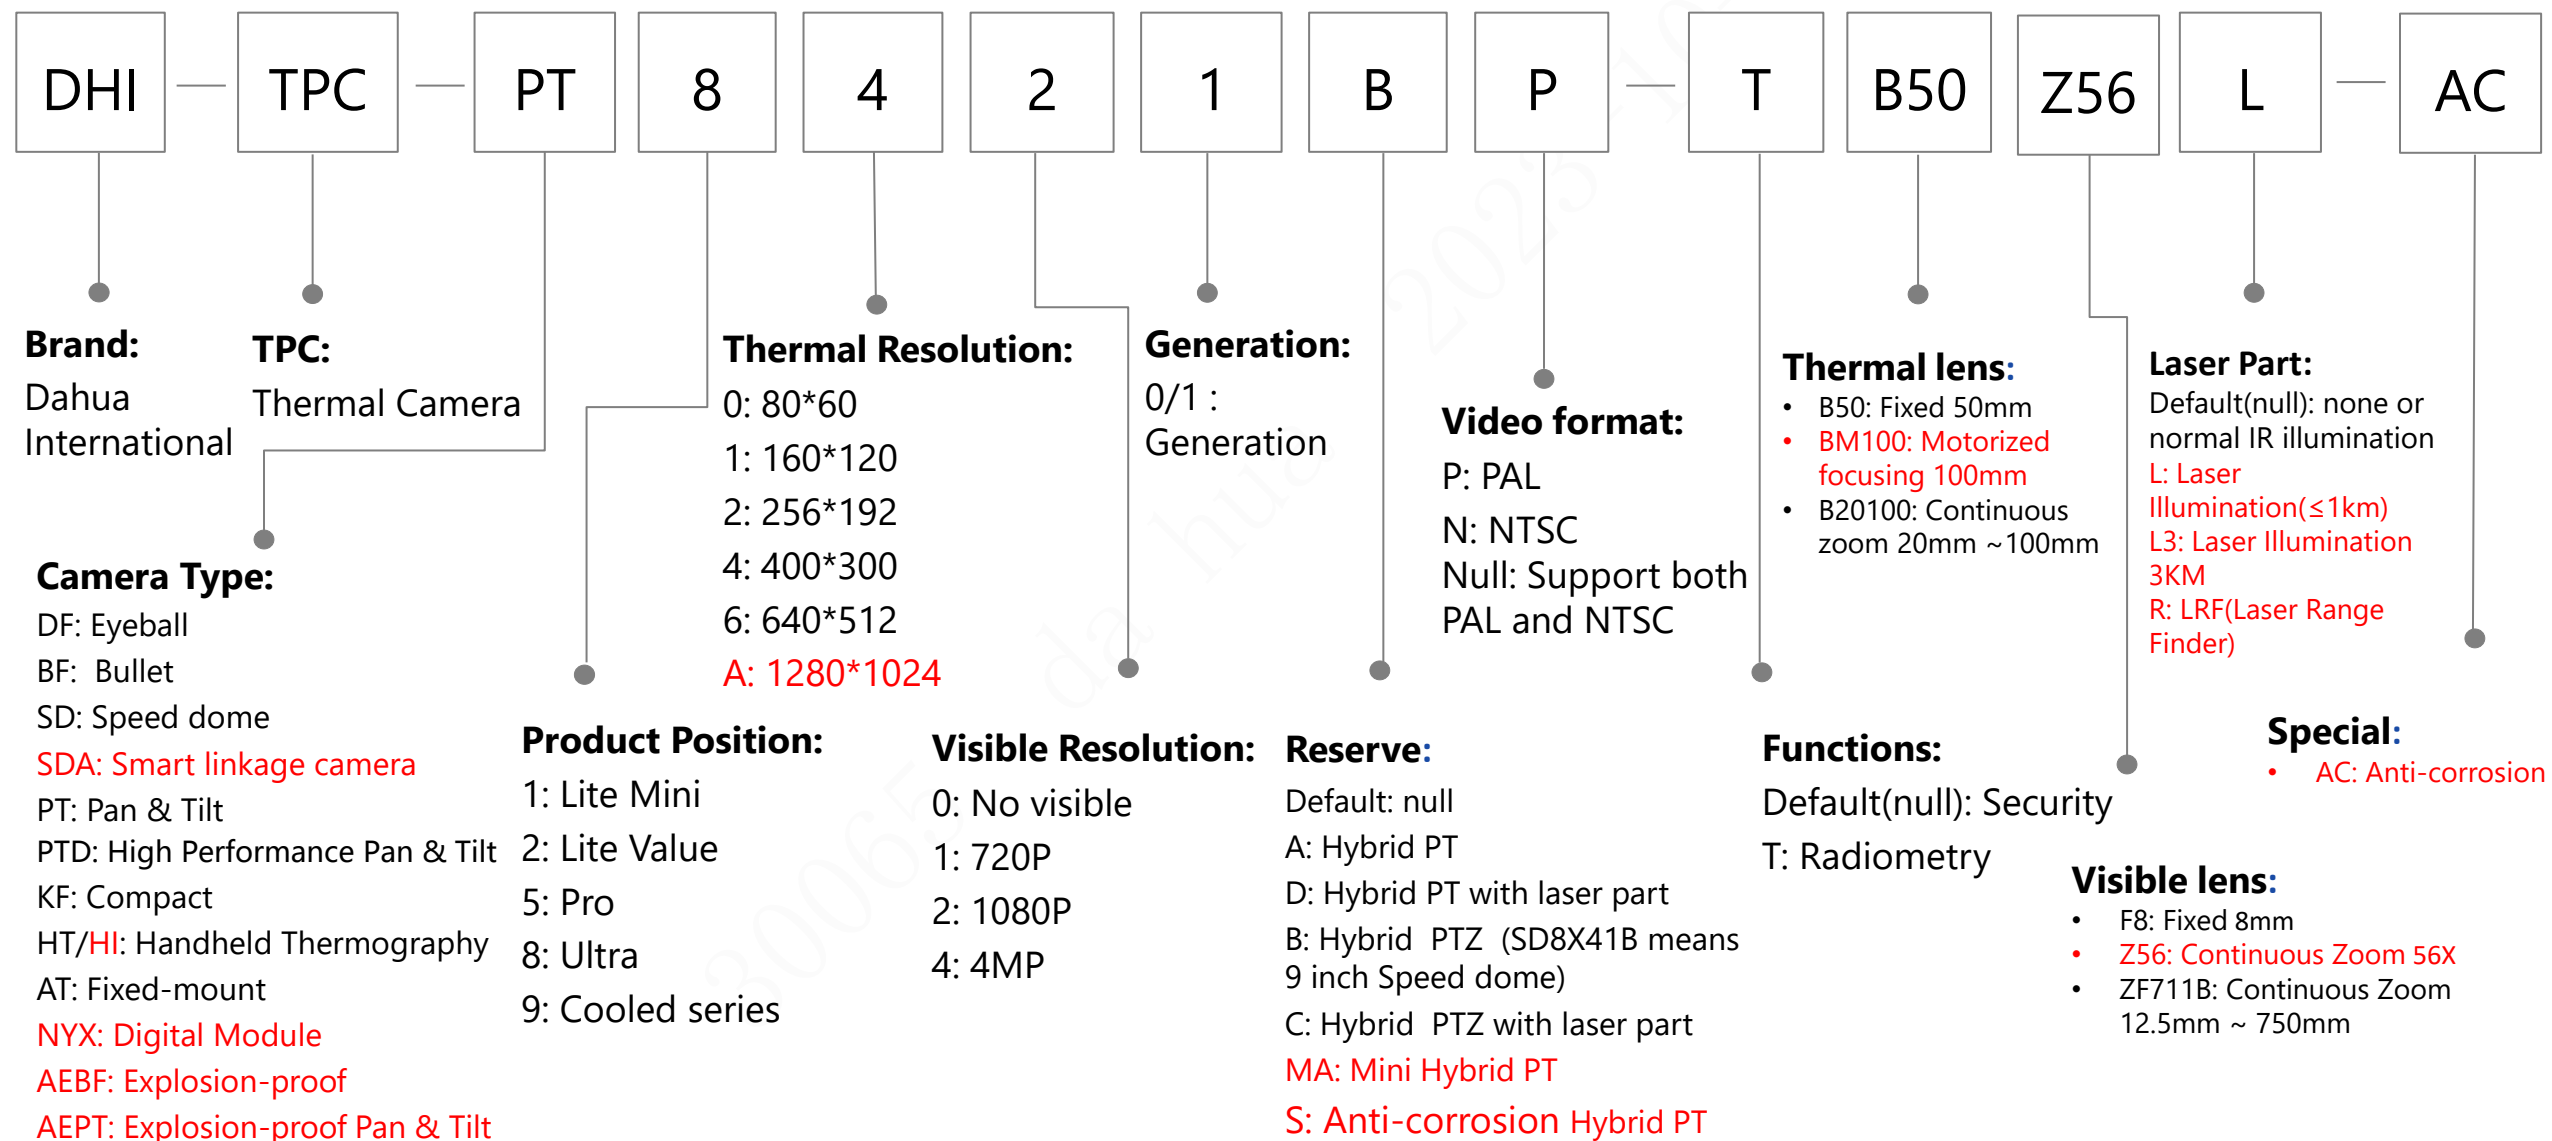 DHI — TPC — PT 8 4 2 1 B P — T B50 Z56 L — AC
Brand:
Dahua
International
TPC:
Thermal Camera
Camera Type:
DF: Eyeball
BF: Bullet
SD: Speed dome
SDA: Smart linkage camera
PT: Pan & Tilt
PTD: High Performance Pan & Tilt
KF: Compact
HT/HI: Handheld Thermography
AT: Fixed-mount
NYX: Digital Module
AEBF: Explosion-proof
AEPT: Explosion-proof Pan & Tilt
Product Position:
1: Lite Mini
2: Lite Value
5: Pro
8: Ultra
9: Cooled series
Thermal Resolution:
0: 80*60
1: 160*120
2: 256*192
4: 400*300
6: 640*512
A: 1280*1024
Visible Resolution:
0: No visible
1: 720P
2: 1080P
4: 4MP
Generation:
0/1 :
Generation
Reserve:
Default: null
A: Hybrid PT
D: Hybrid PT with laser part
B: Hybrid PTZ (SD8X41B means
9 inch Speed dome)
C: Hybrid PTZ with laser part
MA: Mini Hybrid PT
S: Anti-corrosion Hybrid PT
Video format:
P: PAL
N: NTSC
Null: Support both
PAL and NTSC
Functions:
Default(null): Security
T: Radiometry
Thermal lens:
• B50: Fixed 50mm
• BM100: Motorized
focusing 100mm
• B20100: Continuous
zoom 20mm ~100mm
Visible lens:
• F8: Fixed 8mm
• Z56: Continuous Zoom 56X
• ZF711B: Continuous Zoom
12.5mm ~ 750mm
Laser Part:
Default(null): none or
normal IR illumination
L: Laser
Illumination(≤1km)
L3: Laser Illumination
3KM
R: LRF(Laser Range
Finder)
Special:
• AC: Anti-corrosion